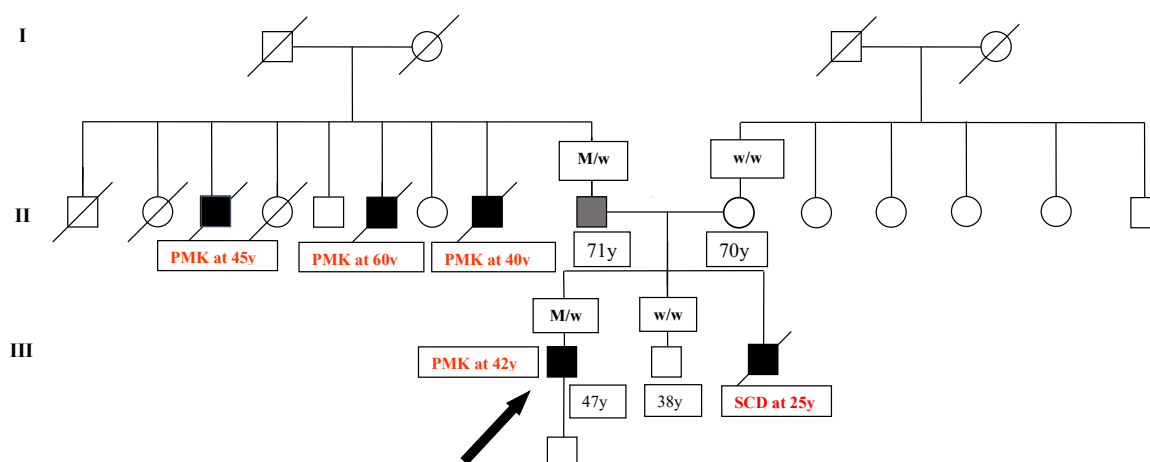 I
M/w
w/w
II
71y
70y
PMK at 45y
PMK at 60y
PMK at 40y
M/w
w/w
III
PMK at 42y
47y
38y
SCD at 25y